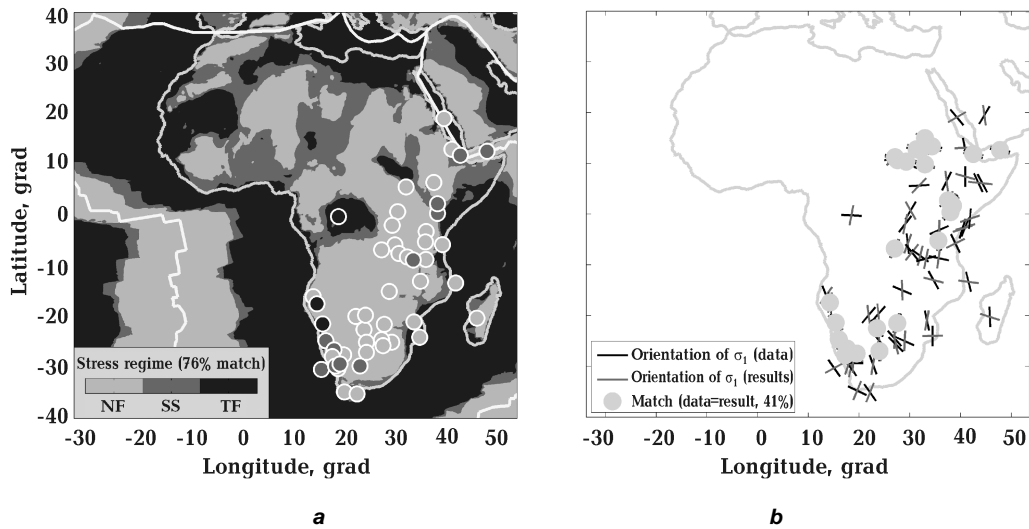 40
30
20
10
0
-10
-20
-30
-40
Latitude, grad
Stress regime (76% match)
NF SS TF
-30 -20 -10 0 10 20 30 40 50
Longitude, grad
a
Orientation of σ1 (data)
Orientation of σ1 (results)
Match (data=result, 41%)
-30 -20 -10 0 10 20 30 40 50
Longitude, grad
b